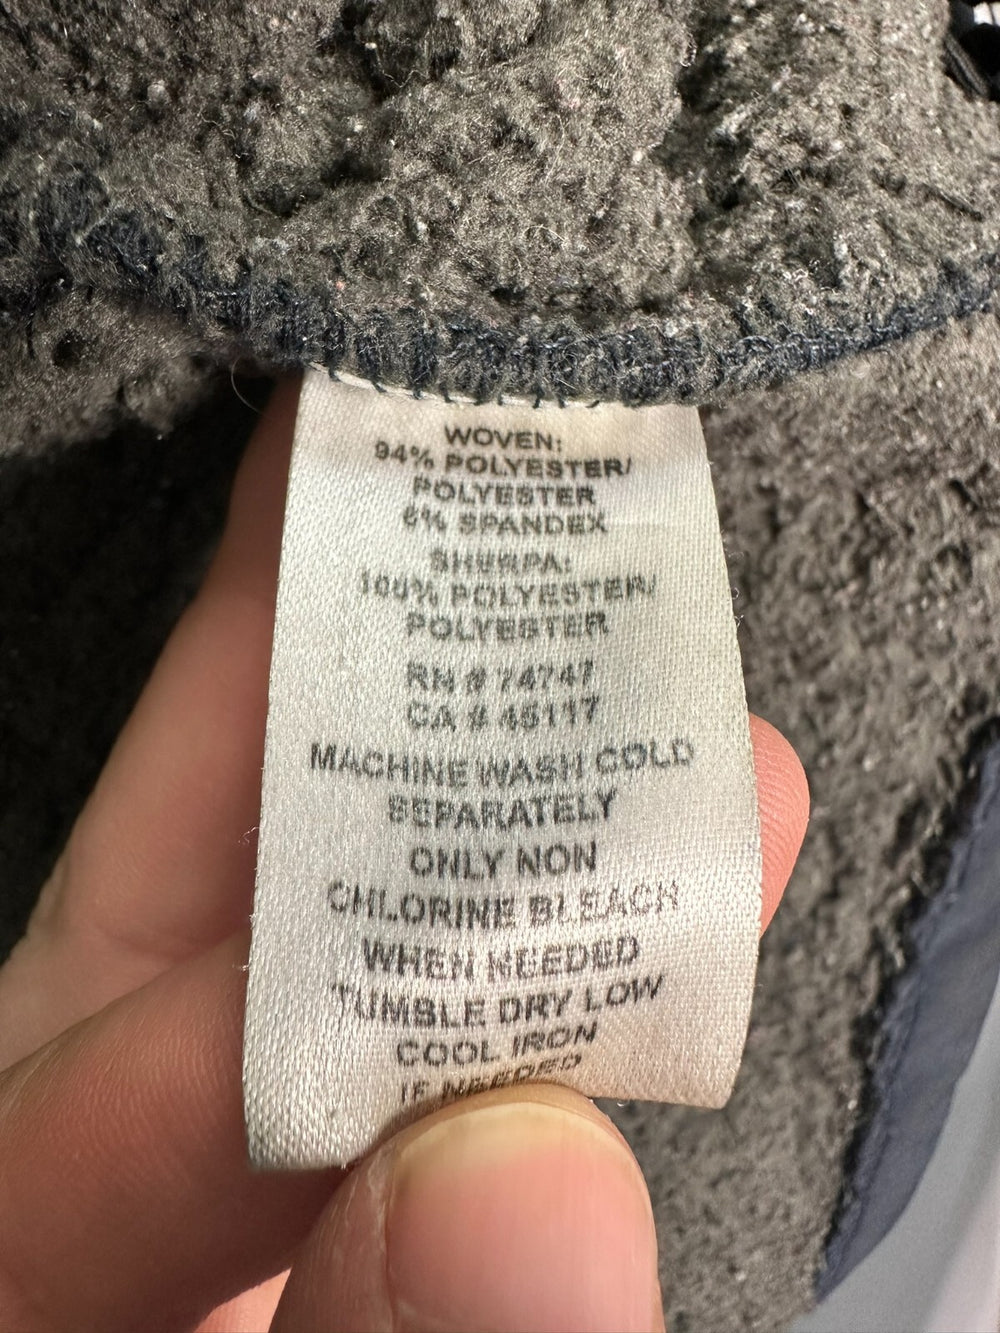 WOVEN:
94% POLYESTER/
POLYESTER
6% SPANDEX
SHERPA:
100% POLYESTER/
POLYESTER
RN # 74747
CA # 45117
MACHINE WASH COLD
SEPARATELY
ONLY NON
CHLORINE BLEACH
WHEN NEEDED
TUMBLE DRY LOW
COOL IRON
IF NEEDED